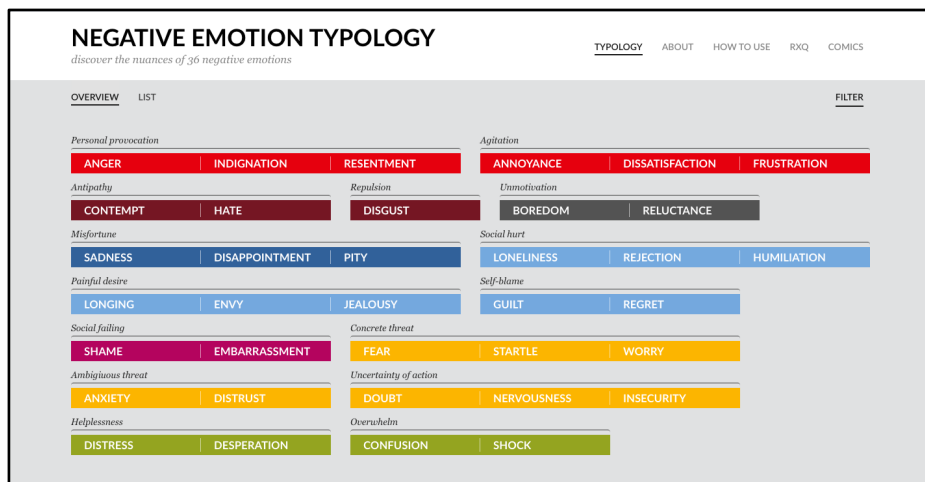 NEGATIVE EMOTION TYPOLOGY
discover the nuances of 36 negative emotions
TYPOLOGY ABOUT HOW TO USE RXQ COMICS
OVERVIEW LIST FILTER
Personal provocation Agitation
ANGER INDIGNATION RESENTMENT ANNOYANCE DISSATISFACTION FRUSTRATION
Antipathy Repulsion Unmotivation
CONTEMPT HATE DISGUST BOREDOM RELUCTANCE
Misfortune Social hurt
SADNESS DISAPPOINTMENT PITY LONELINESS REJECTION HUMILIATION
Painful desire Self-blame
LONGING ENVY JEALOUSY GUILT REGRET
Social failing Concrete threat
SHAME EMBARRASSMENT FEAR STARTLE WORRY
Ambigiuous threat Uncertainty of action
ANXIETY DISTRUST DOUBT NERVOUSNESS INSECURITY
Helplessness Overwhelm
DISTRESS DESPERATION CONFUSION SHOCK